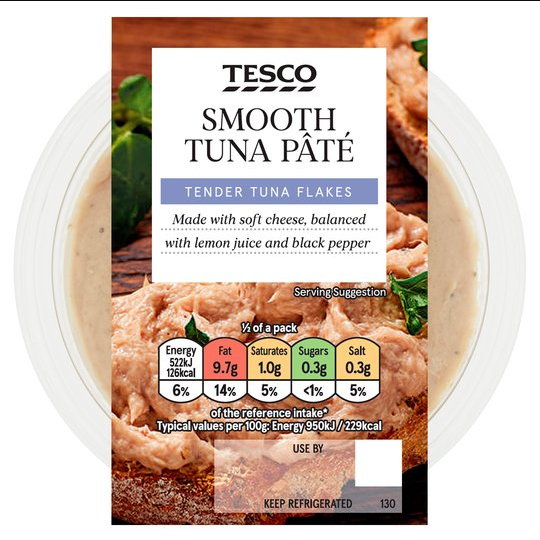 TESCO
SMOOTH
TUNA PÂTÉ
TENDER TUNA FLAKES
Made with soft cheese, balanced
with lemon juice and black pepper
Serving Suggestion
½ of a pack
Energy
522kJ
126kcal
6%
Fat
9.7g
14%
Saturates
1.0g
5%
Sugars
0.3g
<1%
Salt
0.3g
5%
of the reference intake*
Typical values per 100g: Energy 950kJ / 229kcal
USE BY
KEEP REFRIGERATED 130